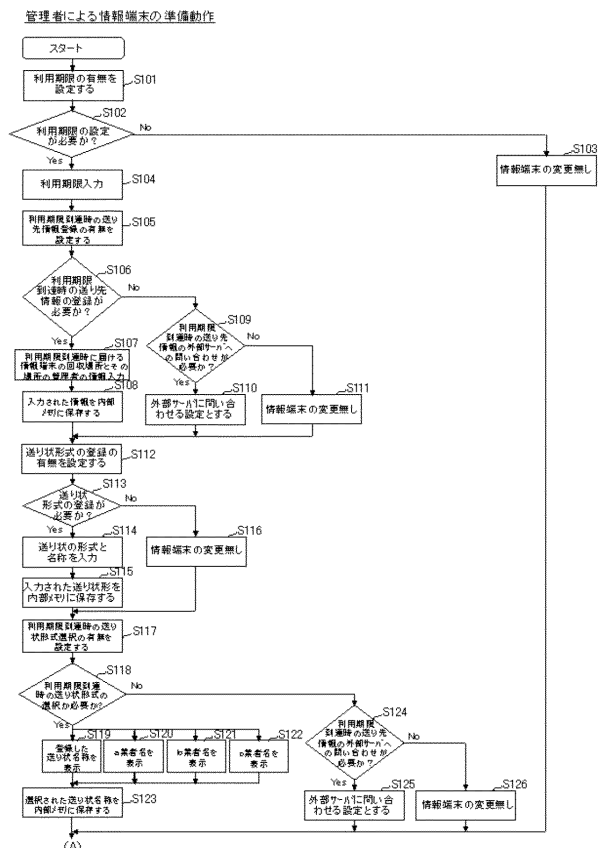 管理者による情報端末の準備動作
スタート
利用期限の有無を
設定する
S101
S102
利用期限の設定
が必要か?
No
Yes
S103
情報端末の変更無し
S104
利用期限入力
S105
利用期限到達時の送り
先情報登録の有無を
設定する
S106
利用期限
到達時の送り先
情報の登録が
必要か?
No
Yes
S107
利用期限到達時に届ける
情報端末の回収場所とその
場所の管理者の情報入力
S108
入力された情報を内部
メモリに保存する
S109
利用期限
到達時の送り先
情報の外部サーバへ
の問い合わせが
必要か?
No
Yes
S110
外部サーバに問い合
わせる設定とする
S111
情報端末の変更無し
S112
送り状形式の登録の
有無を設定する
S113
送り状
形式の登録が
必要か?
No
Yes
S114
送り状の形式と
名称を入力
S115
入力された送り状形を
内部メモリに保存する
S116
情報端末の変更無し
S117
利用期限到達時の送り
状形式選択の有無を
設定する
S118
利用期限到達
時の送り状形式の
選択が必要か?
No
Yes
S119
登録した
送り状名称を
表示
S120
a業者名を
表示
S121
b業者名を
表示
S122
c業者名を
表示
S123
選択された送り状名称を
内部メモリに保存する
S124
利用期限
到達時の送り先
情報の外部サーバへ
の問い合わせが
必要か?
No
Yes
S125
外部サーバに問い合
わせる設定とする
S126
情報端末の変更無し
(A)